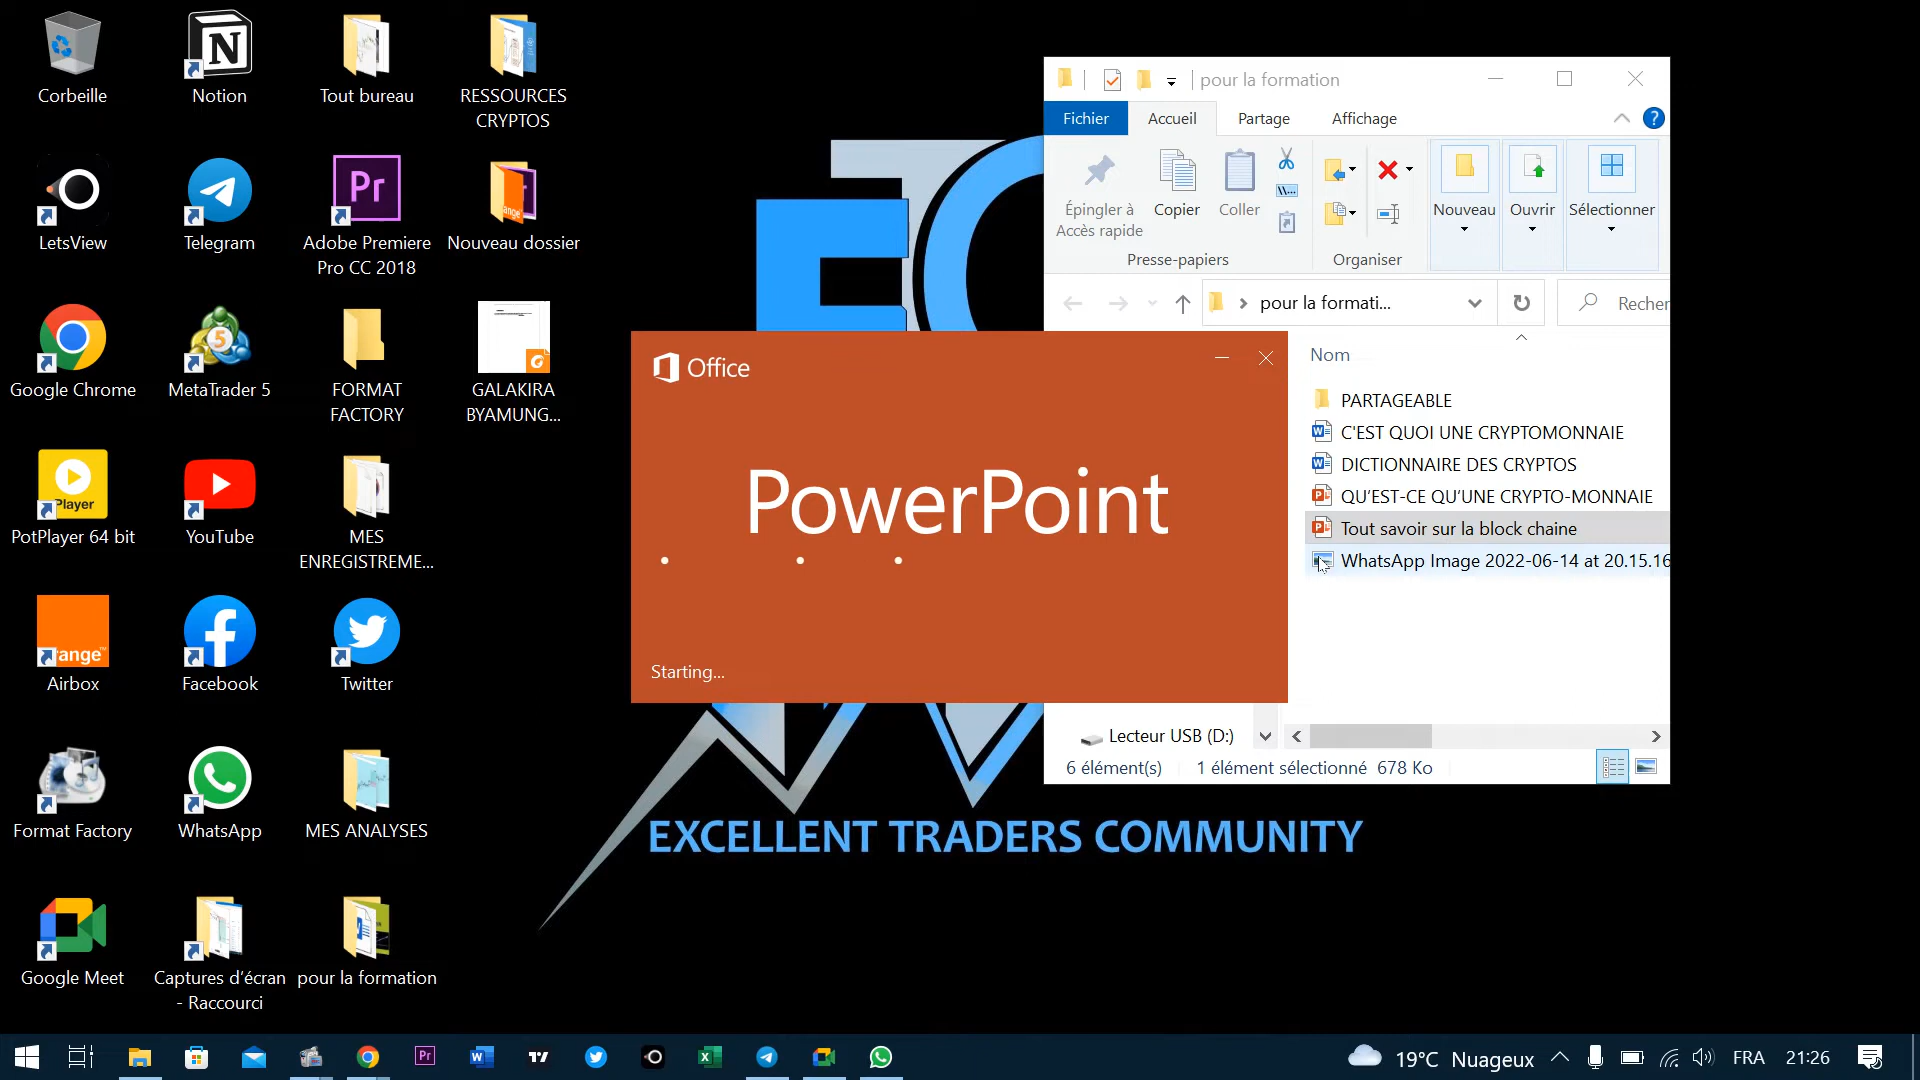 Corbeille
Notion
Tout bureau
RESSOURCES
CRYPTOS
LetsView
Telegram
Pr
Adobe Premiere
Pro CC 2018
Nouveau dossier
Google Chrome
MetaTrader 5
FORMAT
FACTORY
GALAKIRA
BYAMUNG...
Player
PotPlayer 64 bit
YouTube
MES
ENREGISTREME...
Airbox
Facebook
Twitter
Format Factory
WhatsApp
MES ANALYSES
Google Meet
Captures d'écran
- Raccourci
pour la formation
pour la formation
Fichier
Accueil
Partage
Affichage
Épingler à
Accès rapide
Copier
Coller
Nouveau
Ouvrir
Sélectionner
Presse-papiers
Organiser
pour la formati...
Recher
Nom
PARTAGEABLE
C'EST QUOI UNE CRYPTOMONNAIE
DICTIONNAIRE DES CRYPTOS
QU'EST-CE QU'UNE CRYPTO-MONNAIE
Tout savoir sur la block chaine
WhatsApp Image 2022-06-14 at 20.15.16
Lecteur USB (D:)
6 élément(s)
1 élément sélectionné 678 Ko
Office
PowerPoint
Starting...
EXCELLENT TRADERS COMMUNITY
19°C Nuageux
FRA
21:26